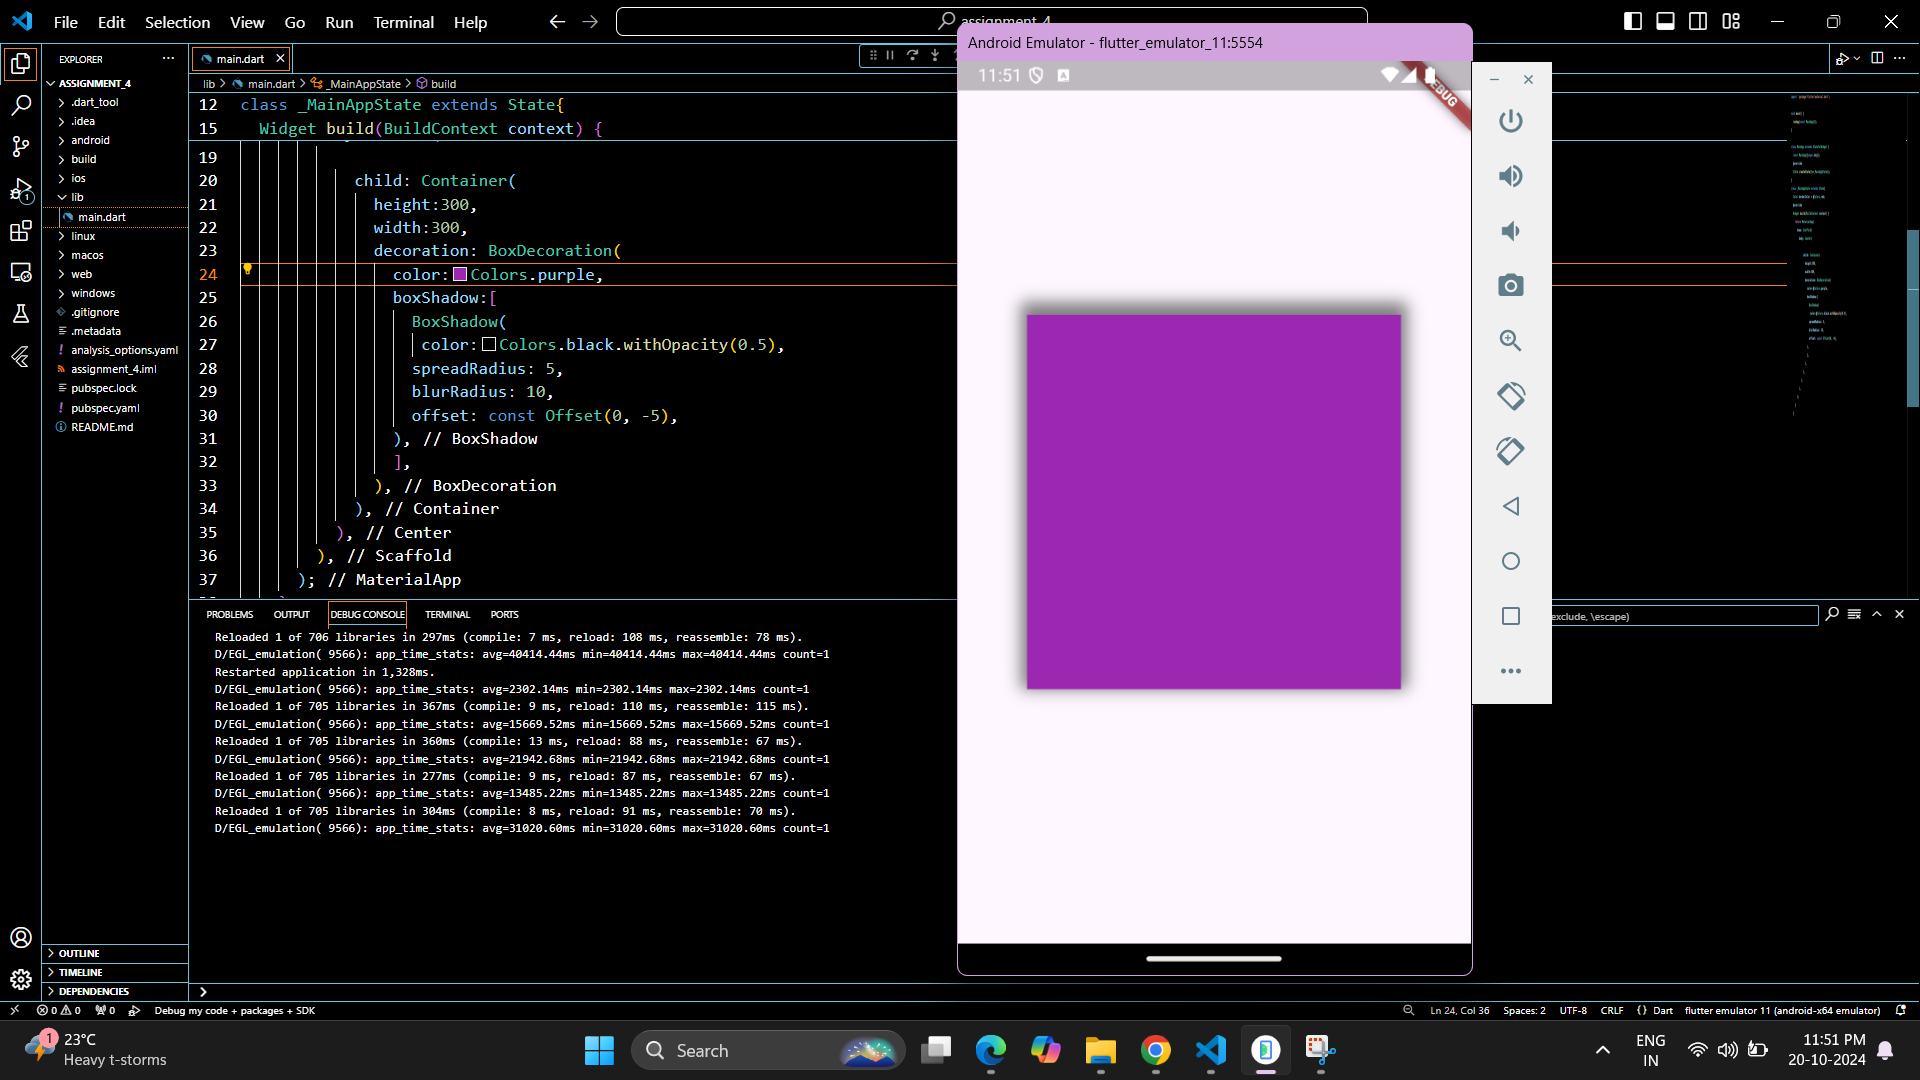 File Edit Selection View Go Run Terminal Help
assignment_4
Android Emulator - flutter_emulator_11:5554
EXPLORER
ASSIGNMENT_4
.dart_tool
.idea
android
build
ios
lib
main.dart
linux
macos
web
windows
.gitignore
.metadata
analysis_options.yaml
assignment_4.iml
pubspec.lock
pubspec.yaml
README.md
OUTLINE
TIMELINE
DEPENDENCIES
main.dart
lib > main.dart > _MainAppState > build
12 class _MainAppState extends State{
15 Widget build(BuildContext context) {
19
20 child: Container(
21 height:300,
22 width:300,
23 decoration: BoxDecoration(
24 color: Colors.purple,
25 boxShadow:[
26 BoxShadow(
27 color: Colors.black.withOpacity(0.5),
28 spreadRadius: 5,
29 blurRadius: 10,
30 offset: const Offset(0, -5),
31 ), // BoxShadow
32 ],
33 ), // BoxDecoration
34 ), // Container
35 ), // Center
36 ), // Scaffold
37 ); // MaterialApp
11:51
PROBLEMS OUTPUT DEBUG CONSOLE TERMINAL PORTS
exclude, \escape)
Reloaded 1 of 706 libraries in 297ms (compile: 7 ms, reload: 108 ms, reassemble: 78 ms).
D/EGL_emulation( 9566): app_time_stats: avg=40414.44ms min=40414.44ms max=40414.44ms count=1
Restarted application in 1,328ms.
D/EGL_emulation( 9566): app_time_stats: avg=2302.14ms min=2302.14ms max=2302.14ms count=1
Reloaded 1 of 705 libraries in 367ms (compile: 9 ms, reload: 110 ms, reassemble: 115 ms).
D/EGL_emulation( 9566): app_time_stats: avg=15669.52ms min=15669.52ms max=15669.52ms count=1
Reloaded 1 of 705 libraries in 360ms (compile: 13 ms, reload: 88 ms, reassemble: 67 ms).
D/EGL_emulation( 9566): app_time_stats: avg=21942.68ms min=21942.68ms max=21942.68ms count=1
Reloaded 1 of 705 libraries in 277ms (compile: 9 ms, reload: 87 ms, reassemble: 67 ms).
D/EGL_emulation( 9566): app_time_stats: avg=13485.22ms min=13485.22ms max=13485.22ms count=1
Reloaded 1 of 705 libraries in 304ms (compile: 8 ms, reload: 91 ms, reassemble: 70 ms).
D/EGL_emulation( 9566): app_time_stats: avg=31020.60ms min=31020.60ms max=31020.60ms count=1
0 0 0 Debug my code + packages + SDK
Ln 24, Col 36 Spaces: 2 UTF-8 CRLF {} Dart flutter emulator 11 (android-x64 emulator)
1
23°C
Heavy t-storms
Search
ENG
IN
11:51 PM
20-10-2024